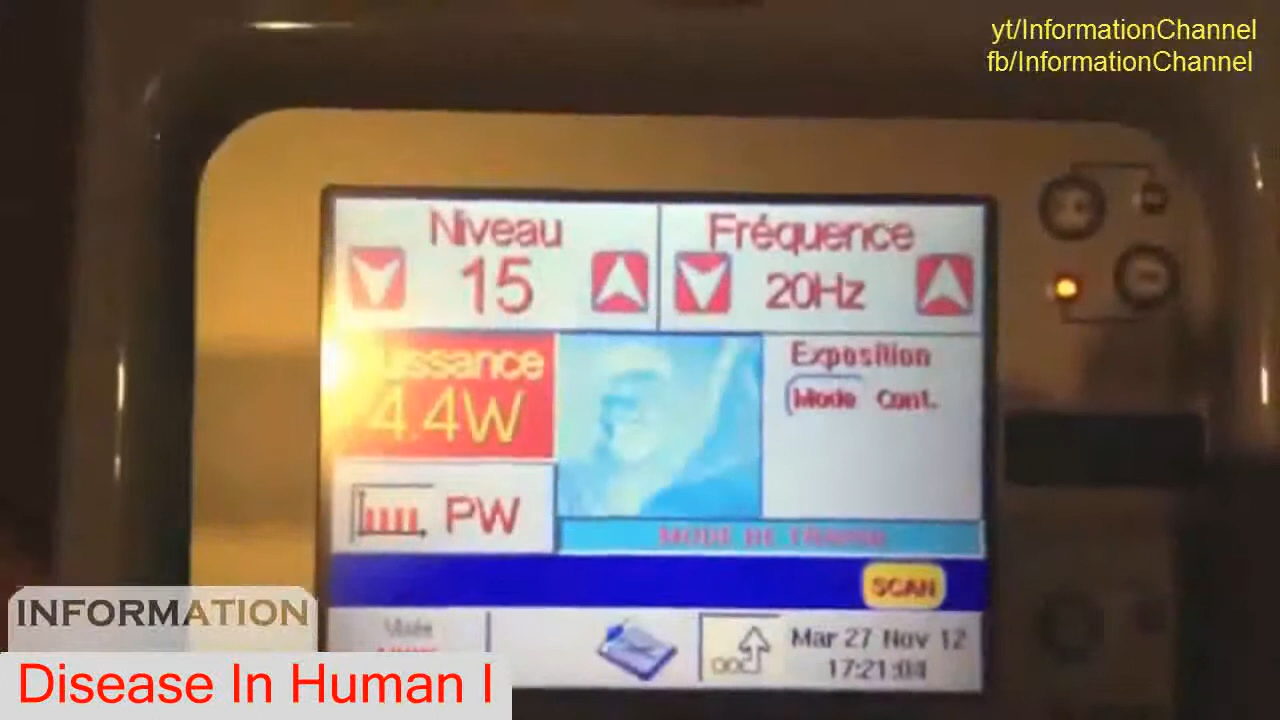 yt/InformationChannel
fb/InformationChannel
Niveau
15
Fréquence
20Hz
4.4W
Exposition
Mode Cont.
PW
SCAN
Mar 27 Nov 12
17:21:04
INFORMATION
Disease In Human I